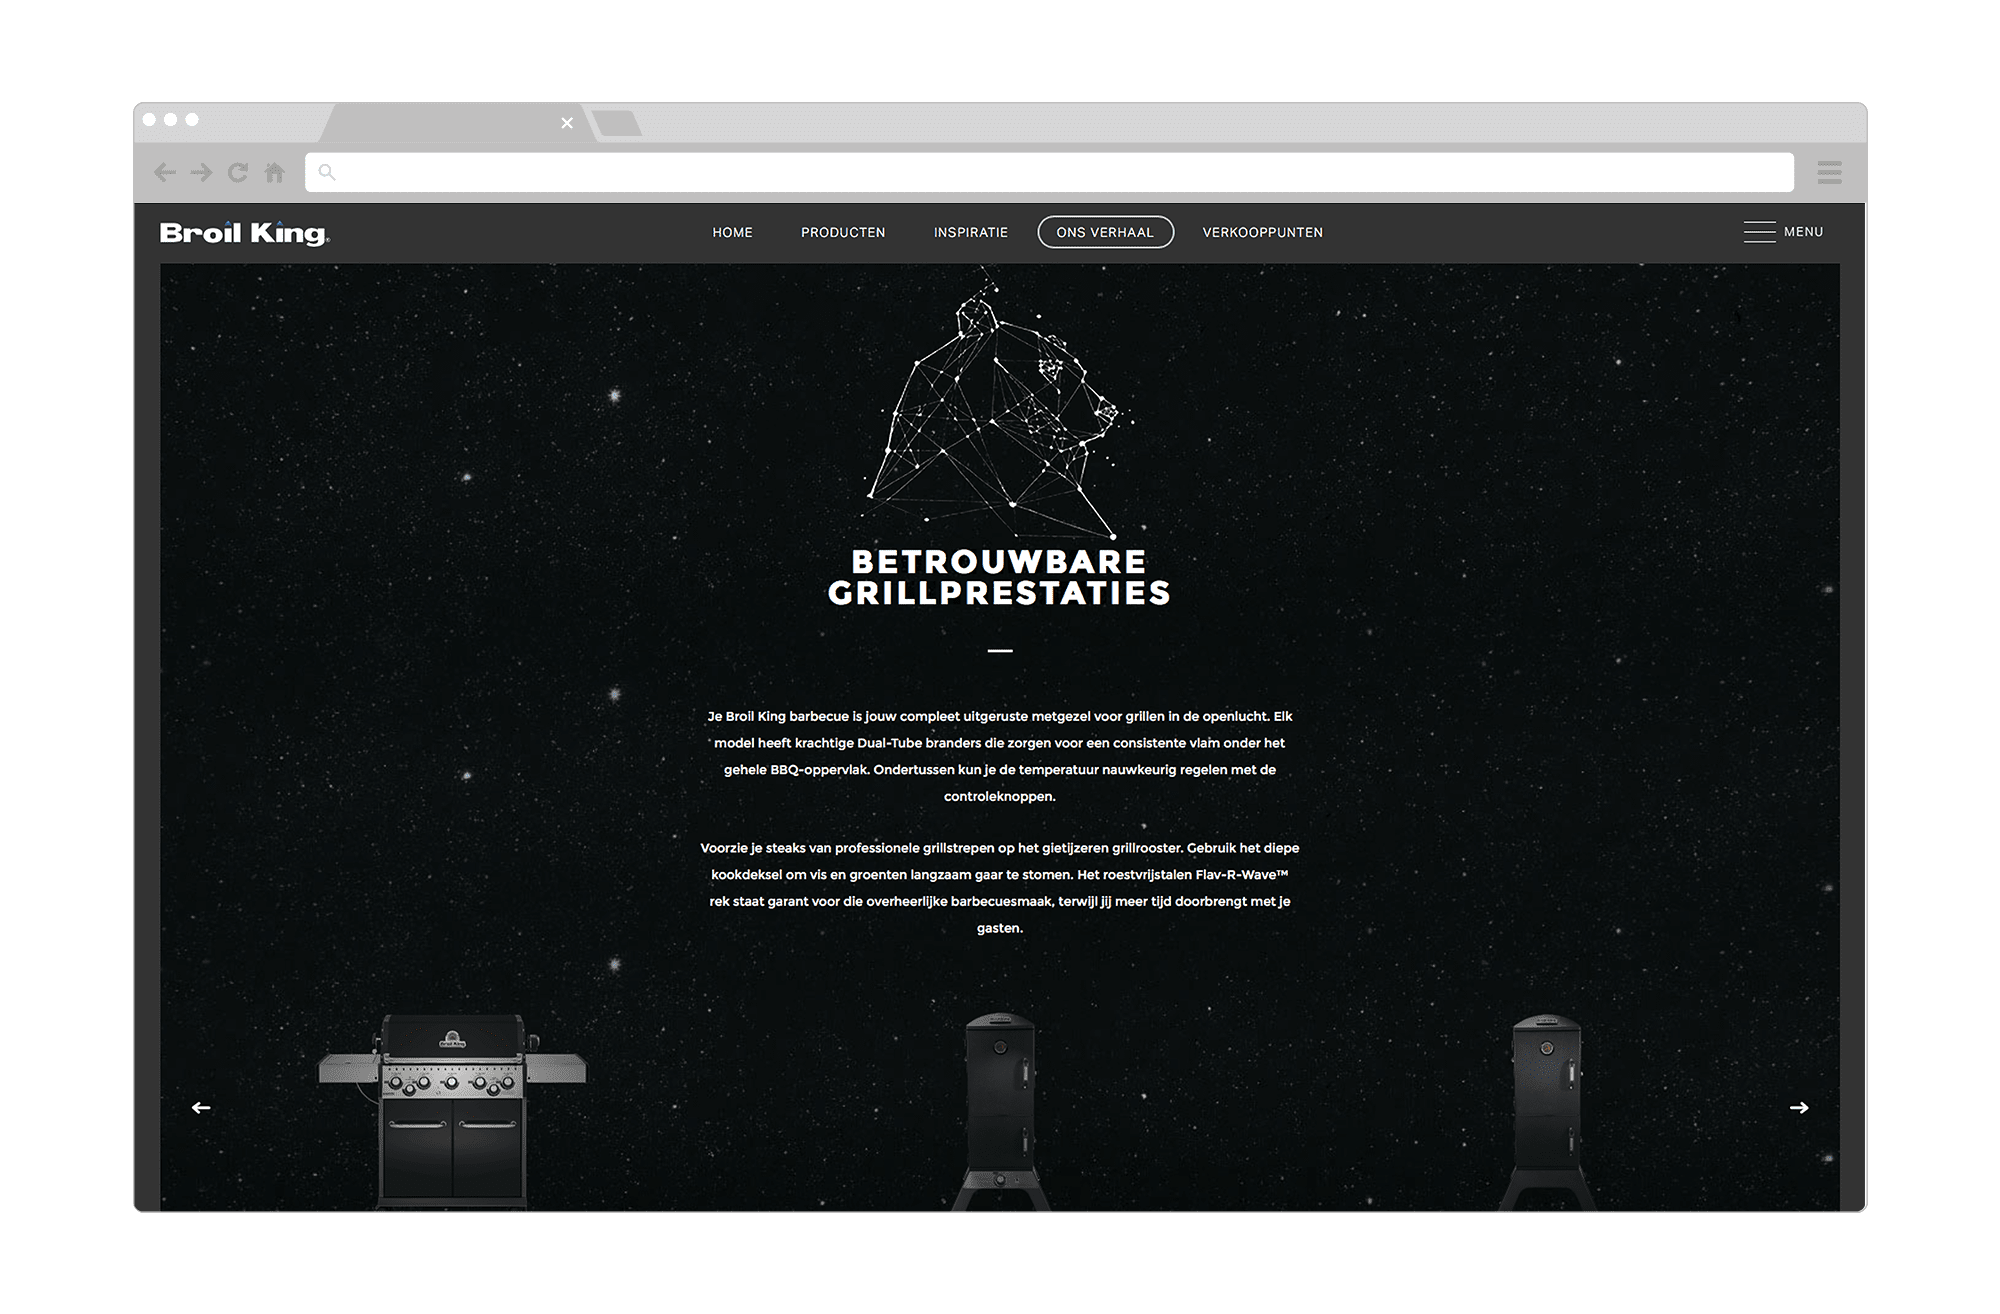 Broil King®
HOME
PRODUCTEN
INSPIRATIE
ONS VERHAAL
VERKOOPPUNTEN
MENU
BETROUWBARE
GRILLPRESTATIES
Je Broil King barbecue is jouw compleet uitgeruste metgezel voor grillen in de openlucht. Elk
model heeft krachtige Dual-Tube branders die zorgen voor een consistente vlam onder het
gehele BBQ-oppervlak. Ondertussen kun je de temperatuur nauwkeurig regelen met de
controleknoppen.
Voorzie je steaks van professionele grillstrepen op het gietijzeren grillrooster. Gebruik het diepe
kookdeksel om vis en groenten langzaam gaar te stomen. Het roestvrijstalen Flav-R-Wave™
rek staat garant voor die overheerlijke barbecuesmaak, terwijl jij meer tijd doorbrengt met je
gasten.
Broil King